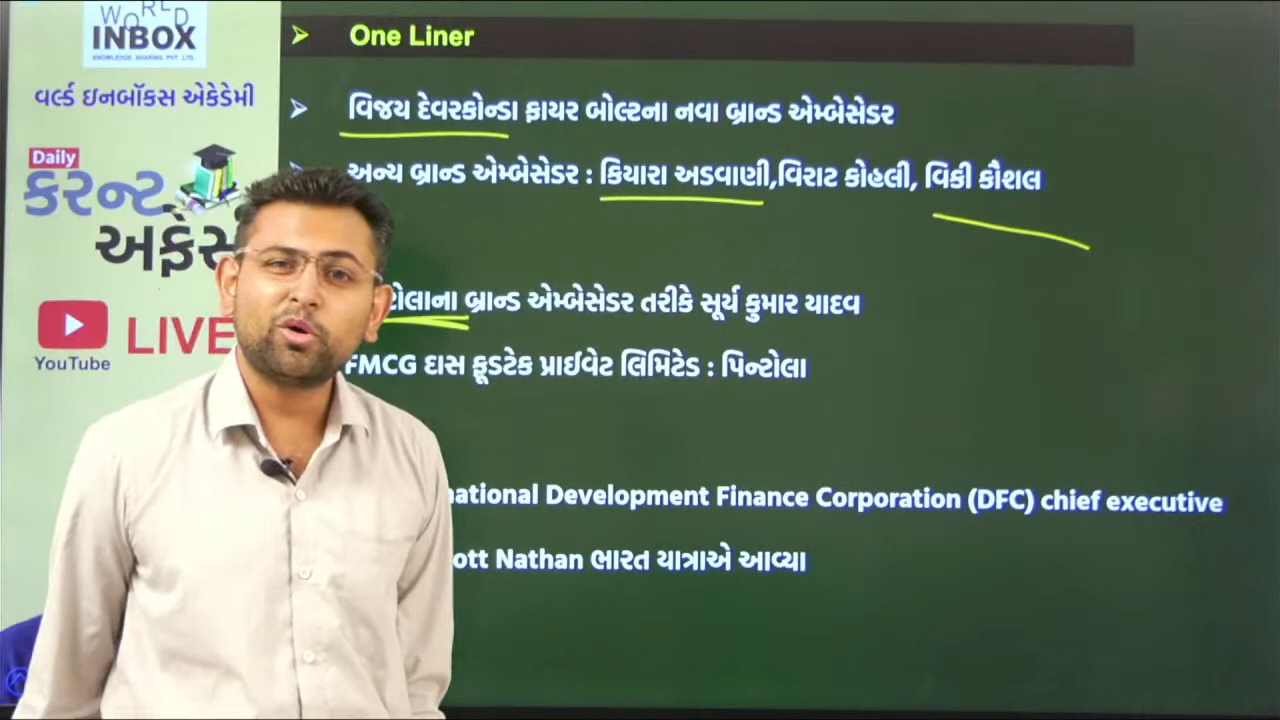 WORLD
INBOX
KNOWLEDGE SHARING PVT. LTD.
વર્લ્ડ ઇનબૉક્સ એકેડેમી
Daily
કરન્ટ
અફેર્સ
YouTube
LIVE
One Liner
વિજય દેવરકોન્ડા ફાયર બોલ્ટના નવા બ્રાન્ડ એમ્બેસેડર
અન્ય બ્રાન્ડ એમ્બેસેડર : કિયારા અડવાણી,વિરાટ કોહલી, વિકી કૌશલ
બ્રાન્ડ એમ્બેસેડર તરીકે સૂર્ય કુમાર યાદવ
FMCG દાસ ફૂડટેક પ્રાઈવેટ લિમિટેડ : પિન્ટોલા
Development Finance Corporation (DFC) chief executive
Nathan ભારત યાત્રાએ આવ્યા